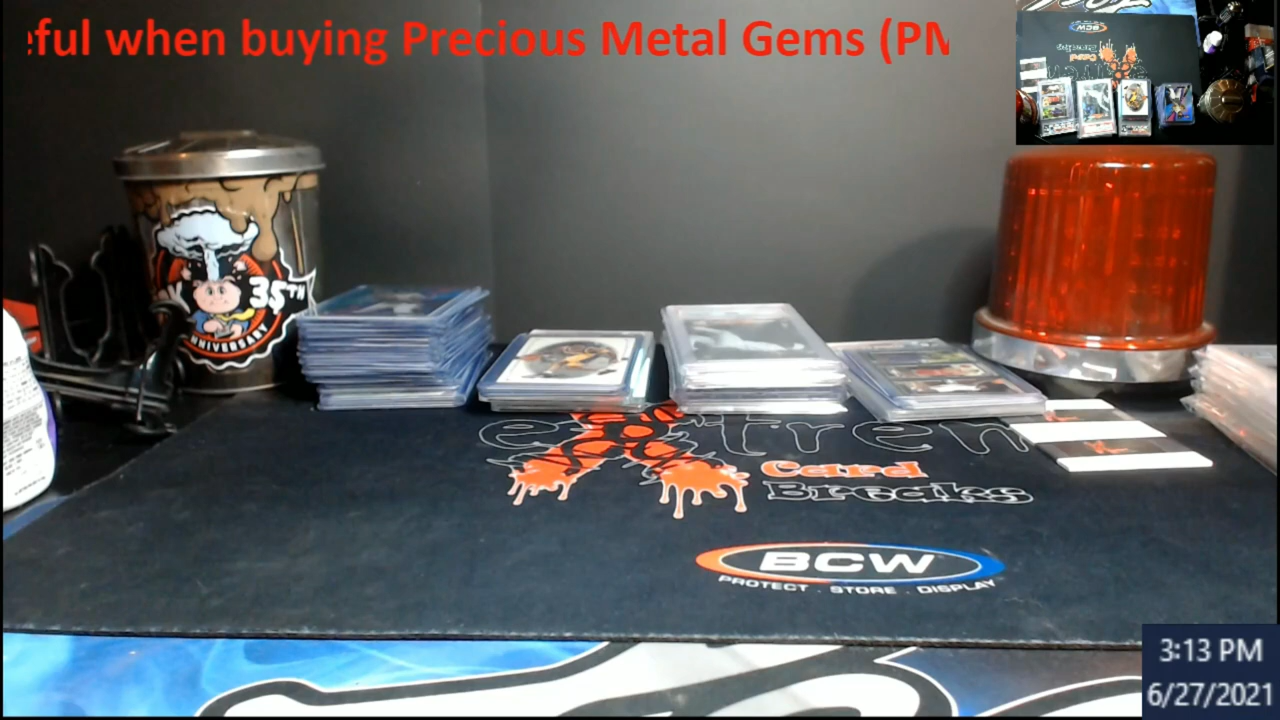 eful when buying Precious Metal Gems (PM
35TH
ANNIVERSARY
extrem
Card
Breaks
BCW
PROTECT . STORE . DISPLAY
3:13 PM
6/27/2021